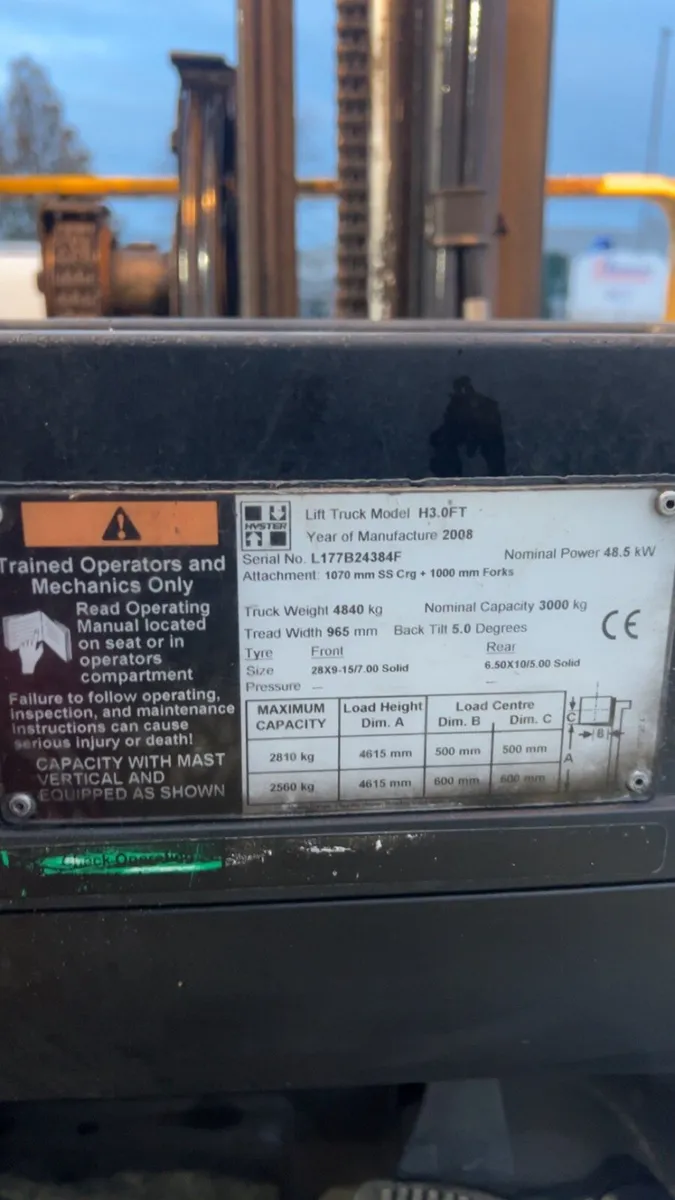 Trained Operators and
Mechanics Only
Read Operating
Manual located
on seat or in
operators
compartment
Failure to follow operating,
inspection, and maintenance
instructions can cause
serious injury or death!
CAPACITY WITH MAST
VERTICAL AND
EQUIPPED AS SHOWN
HYSTER
Lift Truck Model H3.0FT
Year of Manufacture 2008
Serial No. L177B24384F Nominal Power 48.5 kW
Attachment: 1070 mm SS Crg + 1000 mm Forks
Truck Weight 4840 kg Nominal Capacity 3000 kg
CE
Tread Width 965 mm Back Tilt 5.0 Degrees
Tyre Front Rear
Size 28X9-15/7.00 Solid 6.50X10/5.00 Solid
Pressure — —
MAXIMUM CAPACITY Load Height Dim. A Load Centre Dim. B Dim. C
2810 kg 4615 mm 500 mm 500 mm
2560 kg 4615 mm 600 mm 600 mm
C
B
A
Check Operating